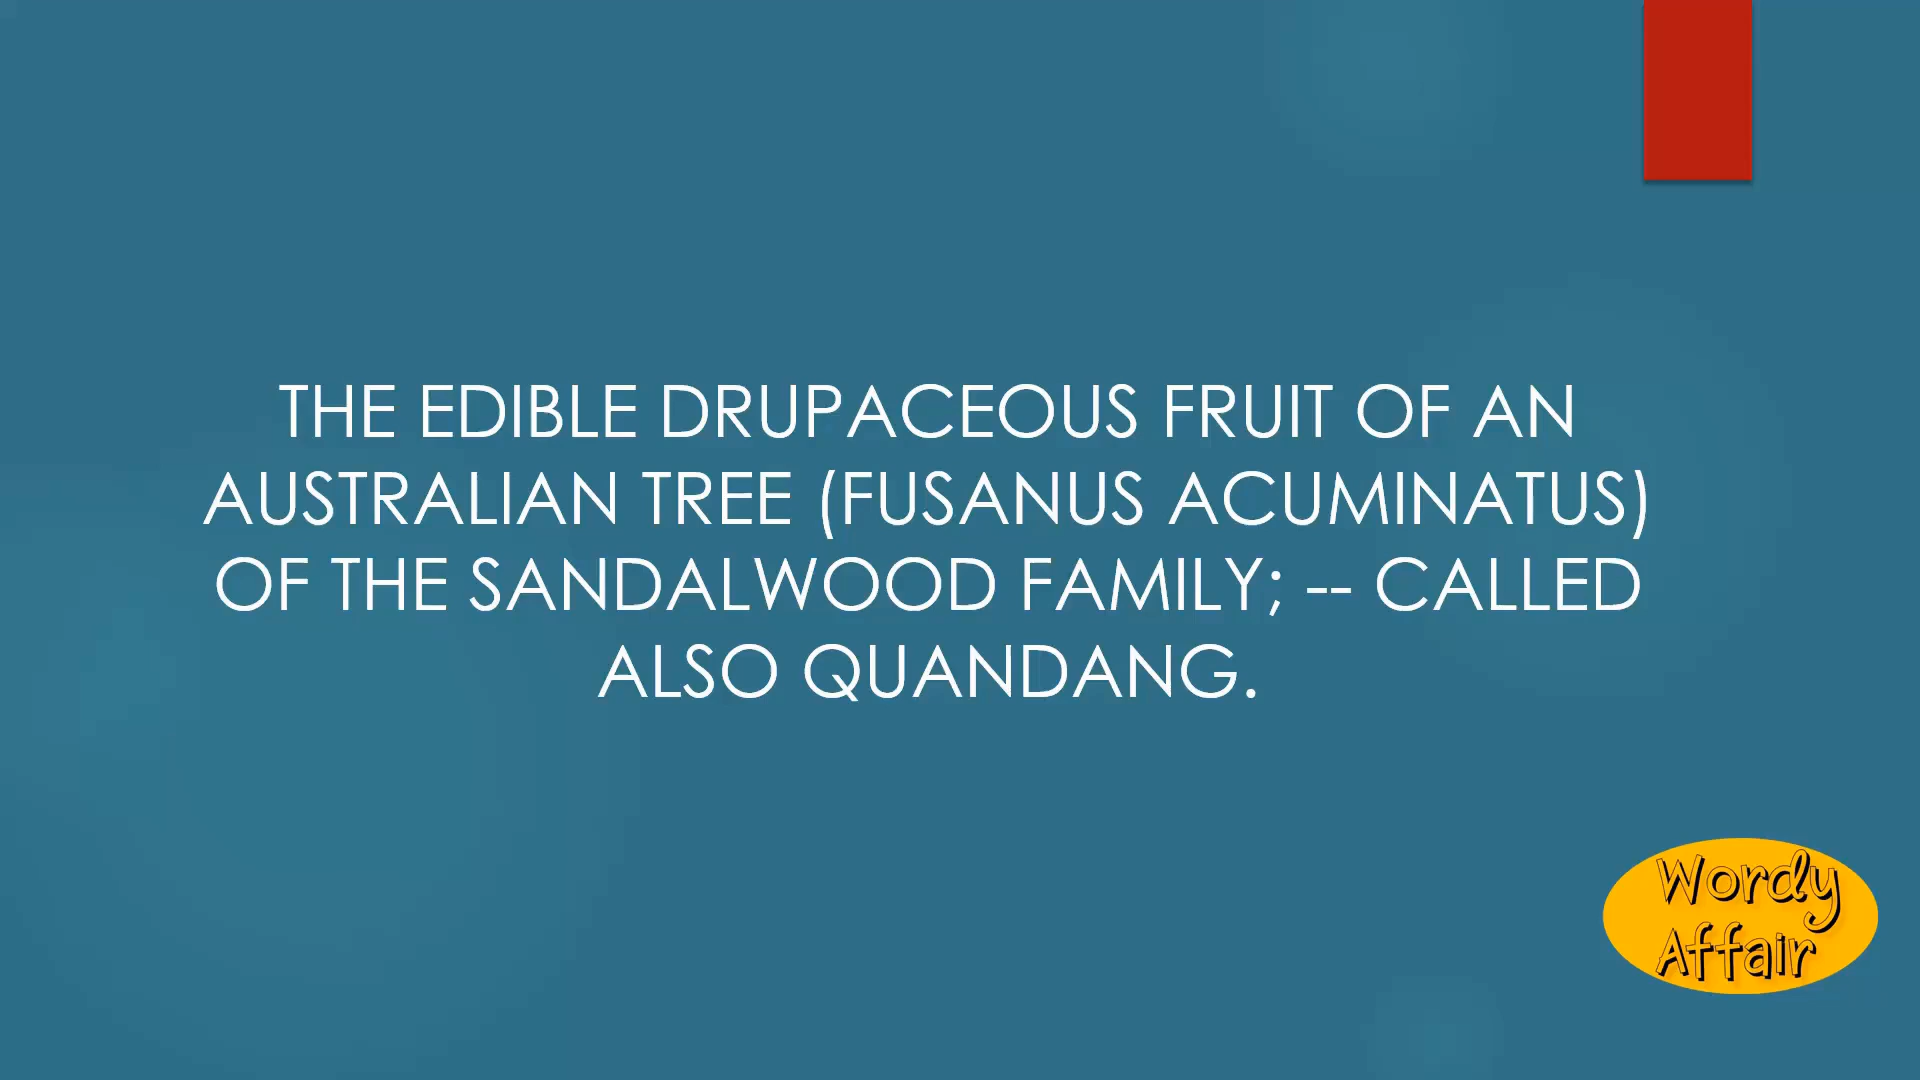 THE EDIBLE DRUPACEOUS FRUIT OF AN
AUSTRALIAN TREE (FUSANUS ACUMINATUS)
OF THE SANDALWOOD FAMILY; -- CALLED
ALSO QUANDANG.
Wordy
Affair